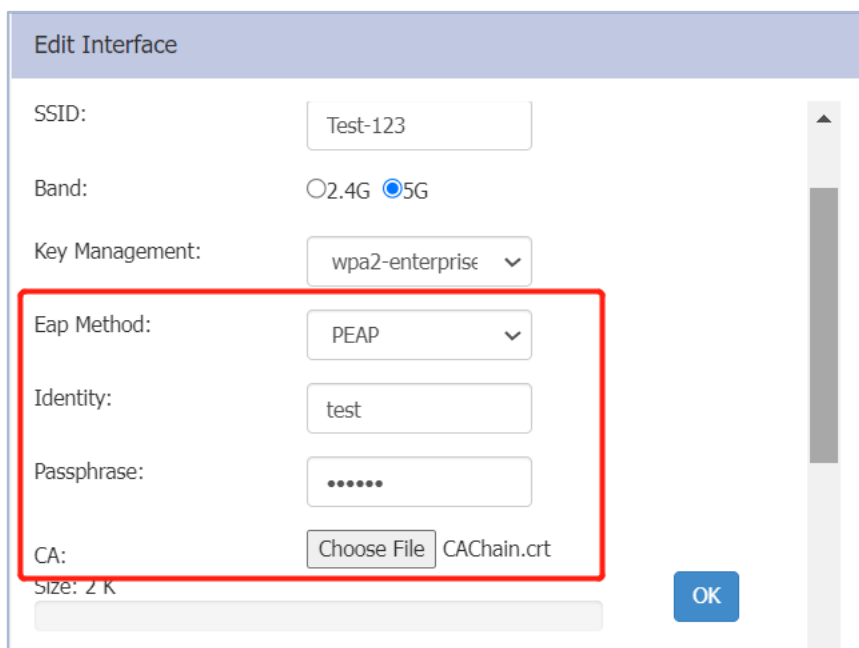 Edit Interface
SSID: Test-123
Band: 2.4G 5G
Key Management: wpa2-enterprise
Eap Method: PEAP
Identity: test
Passphrase: ••••••
CA: Choose File CAChain.crt
Size: 2 K
OK